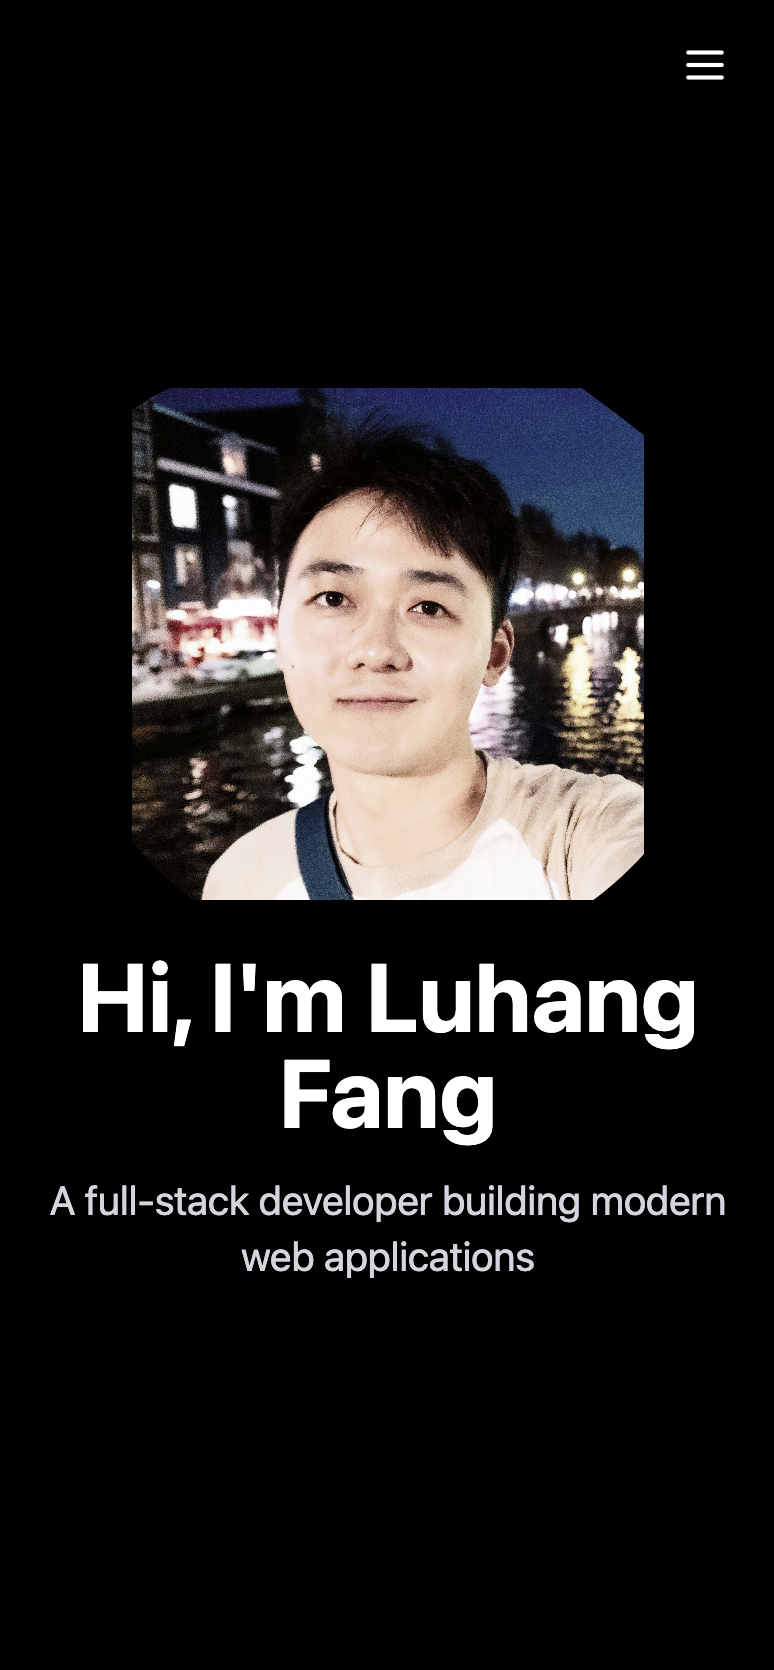 Hi, I'm Luhang
Fang
A full-stack developer building modern
web applications